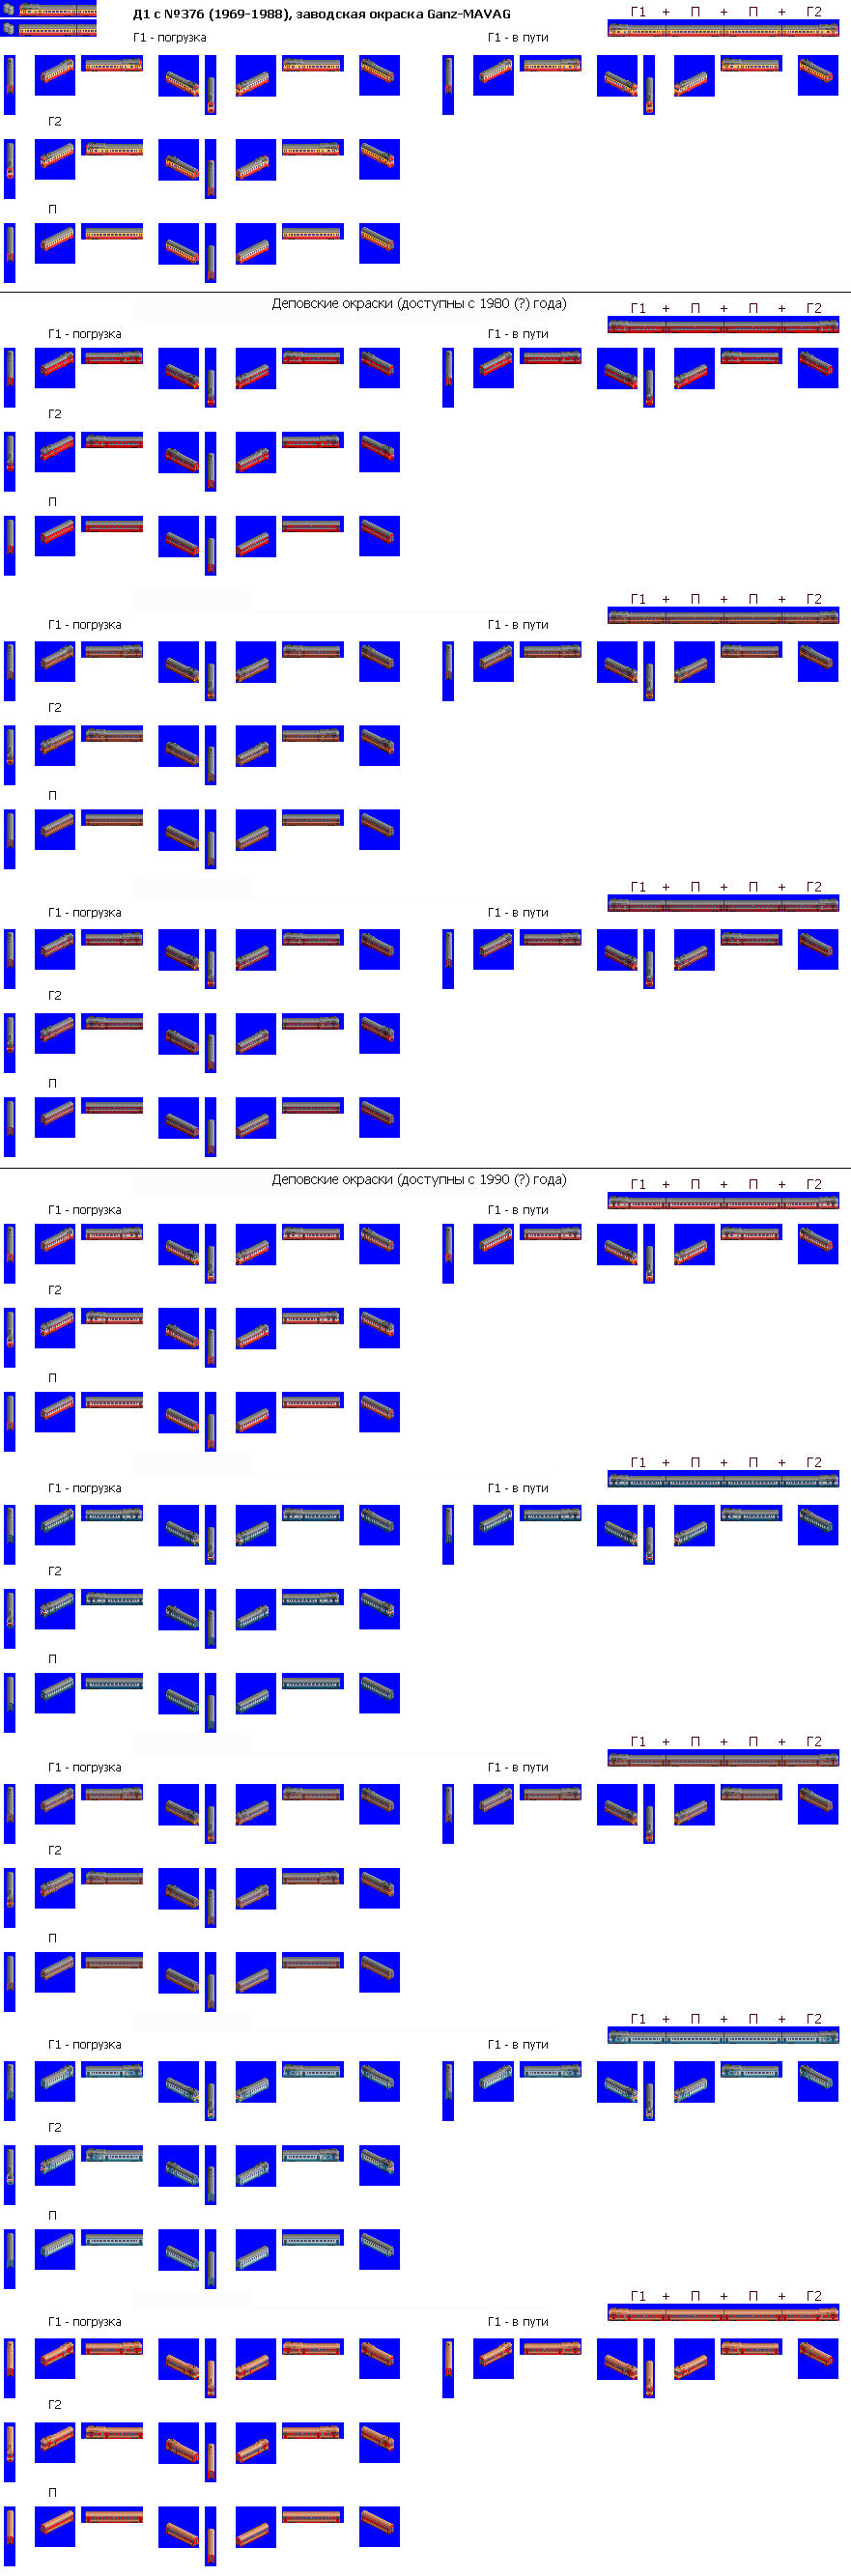 Д1 с №376 (1969-1988), заводская окраска Ganz-MAVAG
Г1 + П + П + Г2
Г1 - погрузка Г1 - в пути
Г2
П
Деповские окраски (доступны с 1980 (?) года)
Г1 + П + П + Г2
Г1 - погрузка Г1 - в пути
Г2
П
Г1 + П + П + Г2
Г1 - погрузка Г1 - в пути
Г2
П
Г1 + П + П + Г2
Г1 - погрузка Г1 - в пути
Г2
П
Деповские окраски (доступны с 1990 (?) года)
Г1 + П + П + Г2
Г1 - погрузка Г1 - в пути
Г2
П
Г1 + П + П + Г2
Г1 - погрузка Г1 - в пути
Г2
П
Г1 + П + П + Г2
Г1 - погрузка Г1 - в пути
Г2
П
Г1 + П + П + Г2
Г1 - погрузка Г1 - в пути
Г2
П
Г1 + П + П + Г2
Г1 - погрузка Г1 - в пути
Г2
П